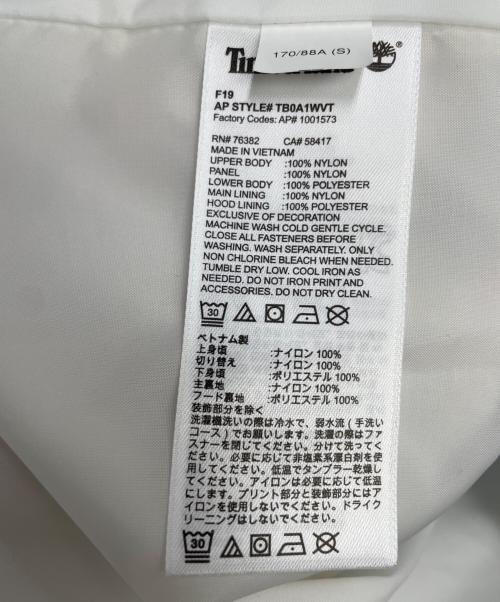 170/88A (S)
®
F19
AP STYLE# TB0A1WVT
Factory Codes: AP# 1001573
RN# 76382 CA# 58417
MADE IN VIETNAM
UPPER BODY :100% NYLON
PANEL :100% NYLON
LOWER BODY :100% POLYESTER
MAIN LINING :100% NYLON
HOOD LINING :100% POLYESTER
EXCLUSIVE OF DECORATION
MACHINE WASH COLD GENTLE CYCLE.
CLOSE ALL FASTENERS BEFORE
WASHING. WASH SEPARATELY. ONLY
NON CHLORINE BLEACH WHEN NEEDED.
TUMBLE DRY LOW. COOL IRON AS
NEEDED. DO NOT IRON PRINT AND
ACCESSORIES. DO NOT DRY CLEAN.
30
ベトナム製
上身頃 :ナイロン 100%
切り替え :ナイロン 100%
下身頃 :ポリエステル 100%
主裏地 :ナイロン 100%
フード裏地 :ポリエステル 100%
装飾部分を除く
洗濯機洗いの際は冷水で、弱水流（手洗い
コース）でお願いします。洗濯の際はファ
スナーを閉じてください。分けて洗ってく
ださい。必要に応じて非塩素系漂白剤を使
用してください。低温でタンブラー乾燥し
てください。アイロンは必要に応じて低温
にします。プリント部分と装飾部分にはア
イロンを使用しないでください。ドライク
リーニングはしないでください。
30